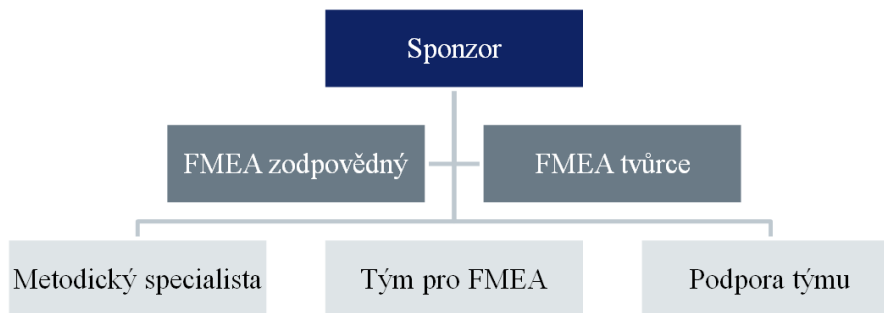 Sponzor
FMEA zodpovědný
FMEA tvůrce
Metodický specialista
Tým pro FMEA
Podpora týmu